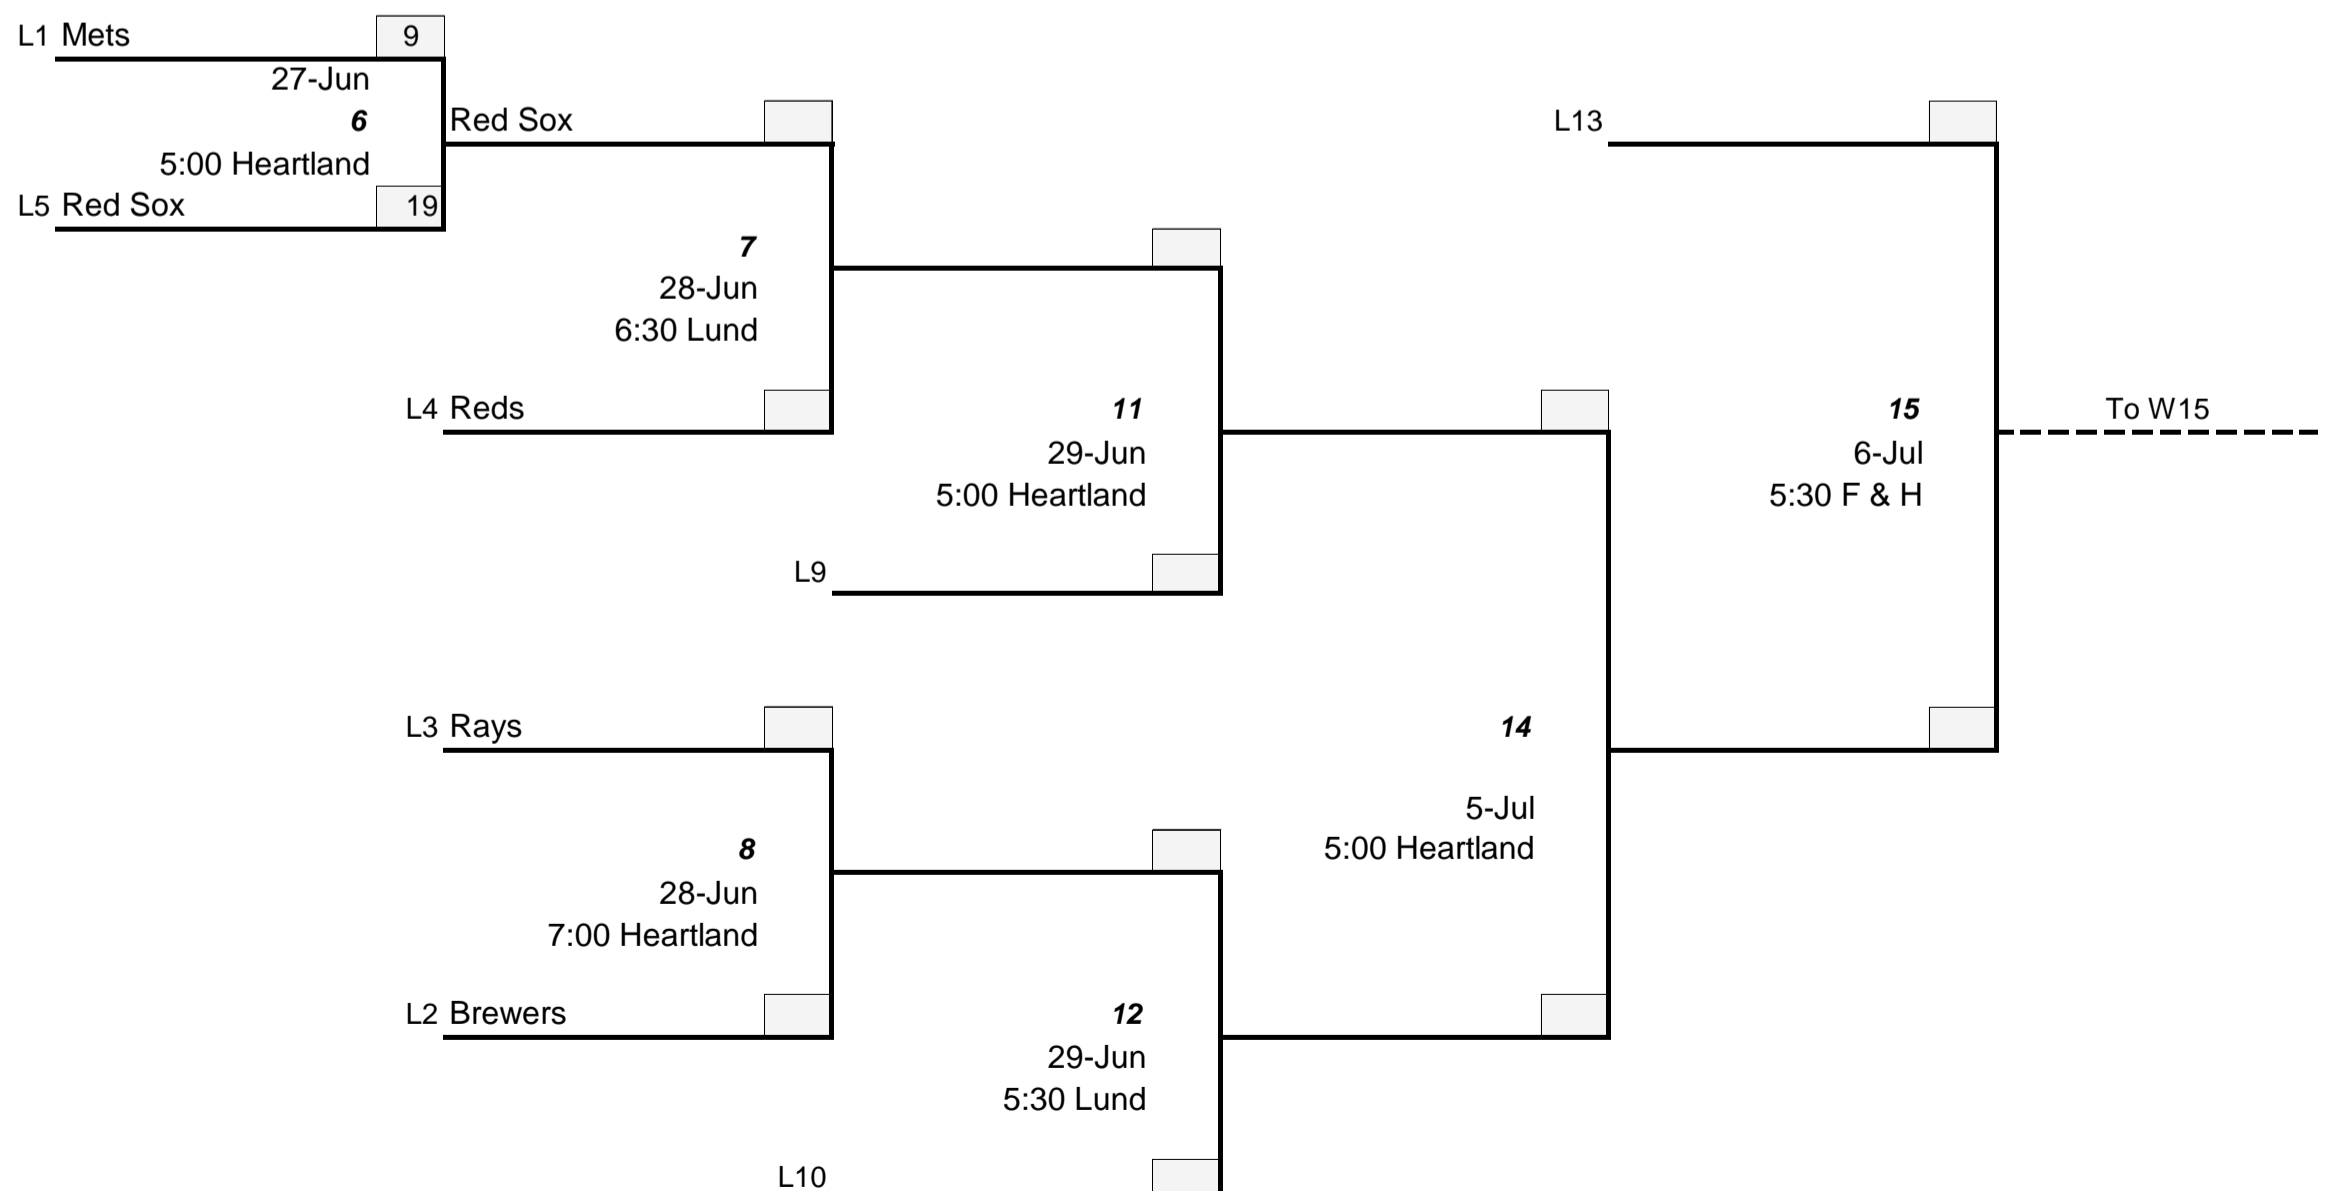 L1 Mets 9
27-Jun
6 Red Sox L13
5:00 Heartland
L5 Red Sox 19
7
28-Jun
6:30 Lund
L4 Reds 11 15 To W15
29-Jun 6-Jul
5:00 Heartland 5:30 F & H
L9
L3 Rays 14
5-Jul
8 5:00 Heartland
28-Jun
7:00 Heartland
L2 Brewers 12
29-Jun
5:30 Lund
L10